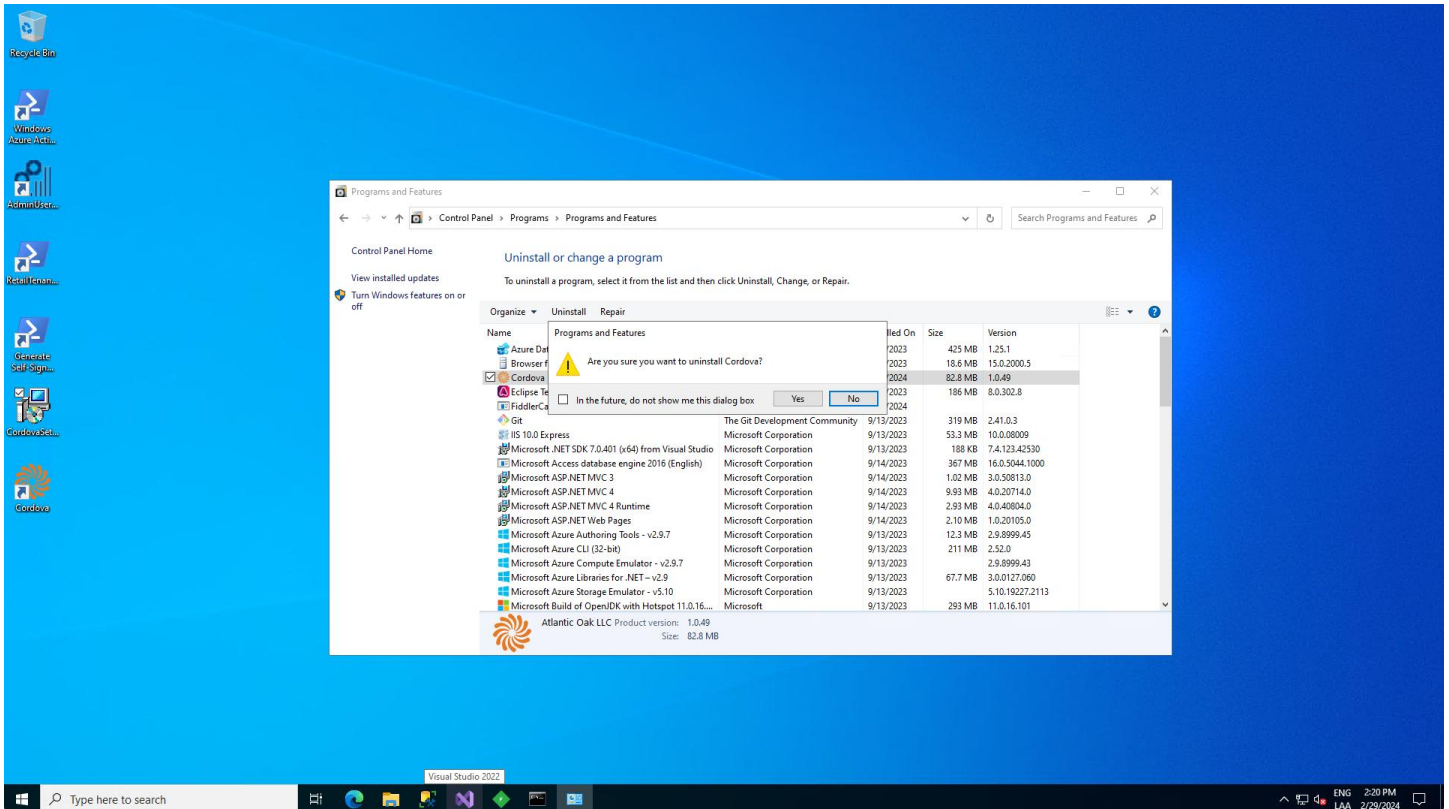 Recycle Bin
Windows
Azure Acti...
AdminUser...
RetailTenan...
Generate
Self-Sign...
CordovaSet...
Cordova
Programs and Features
Control Panel > Programs > Programs and Features
Search Programs and Features
Control Panel Home
View installed updates
Turn Windows features on or
off
Uninstall or change a program
To uninstall a program, select it from the list and then click Uninstall, Change, or Repair.
Organize Uninstall Repair
Name lled On Size Version
Programs and Features
Are you sure you want to uninstall Cordova?
In the future, do not show me this dialog box Yes No
Azure Dat /2023 425 MB 1.25.1
Browser f /2023 18.6 MB 15.0.2000.5
Cordova /2024 82.8 MB 1.0.49
Eclipse Te /2023 186 MB 8.0.302.8
FiddlerCa /2024
Git The Git Development Community 9/13/2023 319 MB 2.41.0.3
IIS 10.0 Express Microsoft Corporation 9/13/2023 53.3 MB 10.0.08009
Microsoft .NET SDK 7.0.401 (x64) from Visual Studio Microsoft Corporation 9/13/2023 188 KB 7.4.123.42530
Microsoft Access database engine 2016 (English) Microsoft Corporation 9/14/2023 367 MB 16.0.5044.1000
Microsoft ASP.NET MVC 3 Microsoft Corporation 9/14/2023 1.02 MB 3.0.50813.0
Microsoft ASP.NET MVC 4 Microsoft Corporation 9/14/2023 9.93 MB 4.0.20714.0
Microsoft ASP.NET MVC 4 Runtime Microsoft Corporation 9/14/2023 2.93 MB 4.0.40804.0
Microsoft ASP.NET Web Pages Microsoft Corporation 9/14/2023 2.10 MB 1.0.20105.0
Microsoft Azure Authoring Tools - v2.9.7 Microsoft Corporation 9/13/2023 12.3 MB 2.9.8999.45
Microsoft Azure CLI (32-bit) Microsoft Corporation 9/13/2023 211 MB 2.52.0
Microsoft Azure Compute Emulator - v2.9.7 Microsoft Corporation 9/13/2023 2.9.8999.43
Microsoft Azure Libraries for .NET – v2.9 Microsoft Corporation 9/13/2023 67.7 MB 3.0.0127.060
Microsoft Azure Storage Emulator - v5.10 Microsoft Corporation 9/13/2023 5.10.19227.2113
Microsoft Build of OpenJDK with Hotspot 11.0.16.... Microsoft 9/13/2023 293 MB 11.0.16.101
Atlantic Oak LLC Product version: 1.0.49
Size: 82.8 MB
Visual Studio 2022
Type here to search
ENG 2:20 PM
LAA 2/29/2024